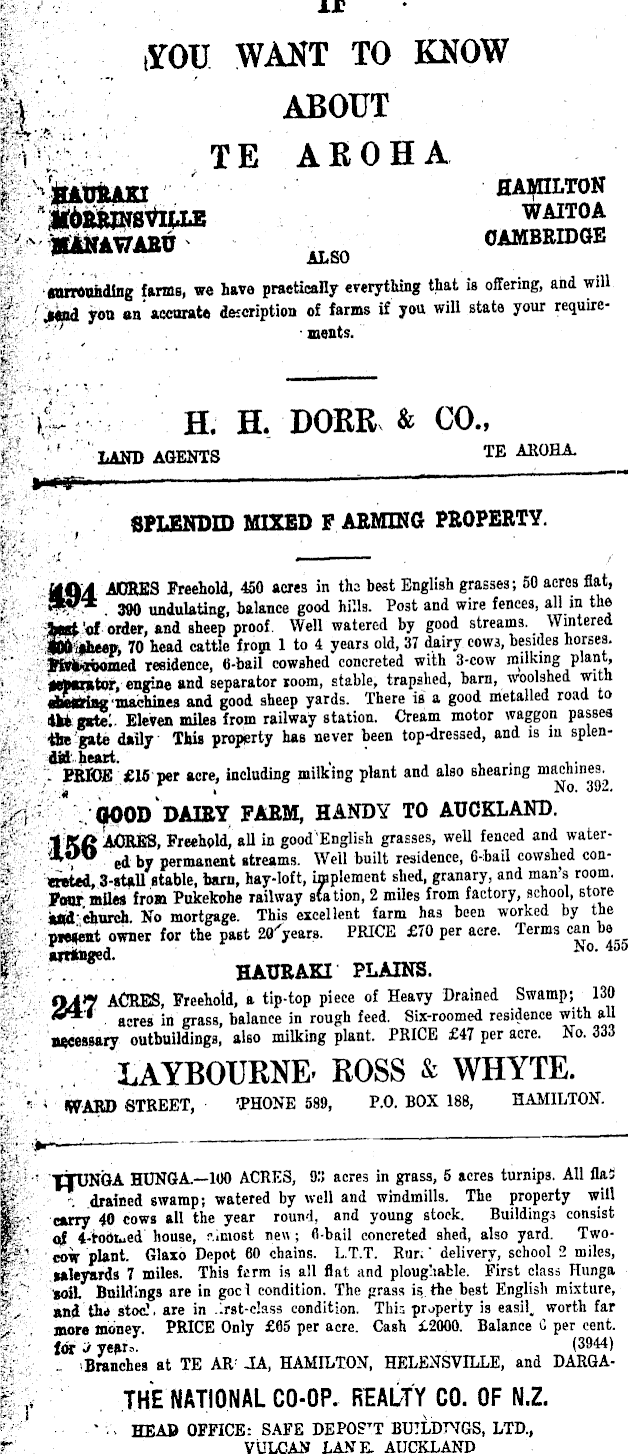 IF
YOU WANT TO KNOW
ABOUT
TE AROHA
HAURAKI HAMILTON
MORRINSVILLE WAITOA
MANAWARU CAMBRIDGE
ALSO
surrounding farms, we have practically everything that is offering, and will
send you an accurate description of farms if you will state your require-
ments.
H. H. DORR & CO.,
LAND AGENTS TE AROHA.
SPLENDID MIXED FARMING PROPERTY.
494 ACRES Freehold, 450 acres in the best English grasses; 50 acres flat,
390 undulating, balance good hills. Post and wire fences, all in the
best of order, and sheep proof. Well watered by good streams. Wintered
sheep, 70 head cattle from 1 to 4 years old, 37 dairy cows, besides horses.
Five-roomed residence, 6-bail cowshed concreted with 3-cow milking plant,
separator, engine and separator room, stable, trapshed, barn, woolshed with
shearing machines and good sheep yards. There is a good metalled road to
the gate. Eleven miles from railway station. Cream motor waggon passes
the gate daily This property has never been top-dressed, and is in splen-
did heart.
PRICE £15 per acre, including milking plant and also shearing machines.
No. 392.
GOOD DAIRY FARM, HANDY TO AUCKLAND.
156 ACRES, Freehold, all in good English grasses, well fenced and water-
ed by permanent streams. Well built residence, 6-bail cowshed con-
creted, 3-stall stable, barn, hay-loft, implement shed, granary, and man's room.
Four miles from Pukekohe railway station, 2 miles from factory, school, store
and church. No mortgage. This excellent farm has been worked by the
present owner for the past 20 years. PRICE £70 per acre. Terms can be
arranged. No. 455
HAURAKI PLAINS.
247 ACRES, Freehold, a tip-top piece of Heavy Drained Swamp; 130
acres in grass, balance in rough feed. Six-roomed residence with all
necessary outbuildings, also milking plant. PRICE £47 per acre. No. 333
LAYBOURNE, ROSS & WHYTE.
WARD STREET, 'PHONE 589, P.O. BOX 188, HAMILTON.
HUNGA HUNGA.—100 ACRES, 93 acres in grass, 5 acres turnips. All flat
drained swamp; watered by well and windmills. The property will
carry 40 cows all the year round, and young stock. Buildings consist
of 4-roomed house, almost new; 6-bail concreted shed, also yard. Two-
cow plant. Glaxo Depot 60 chains. L.T.T. Rural delivery, school 2 miles,
saleyards 7 miles. This farm is all flat and ploughable. First class Hunga
soil. Buildings are in good condition. The grass is the best English mixture,
and the stock are in first-class condition. This property is easily worth far
more money. PRICE Only £65 per acre. Cash £2000. Balance 6 per cent.
for years. (3944)
Branches at TE AROHA, HAMILTON, HELENSVILLE, and DARGA-
THE NATIONAL CO-OP. REALTY CO. OF N.Z.
HEAD OFFICE: SAFE DEPOSIT BUILDINGS, LTD.,
VULCAN LANE, AUCKLAND